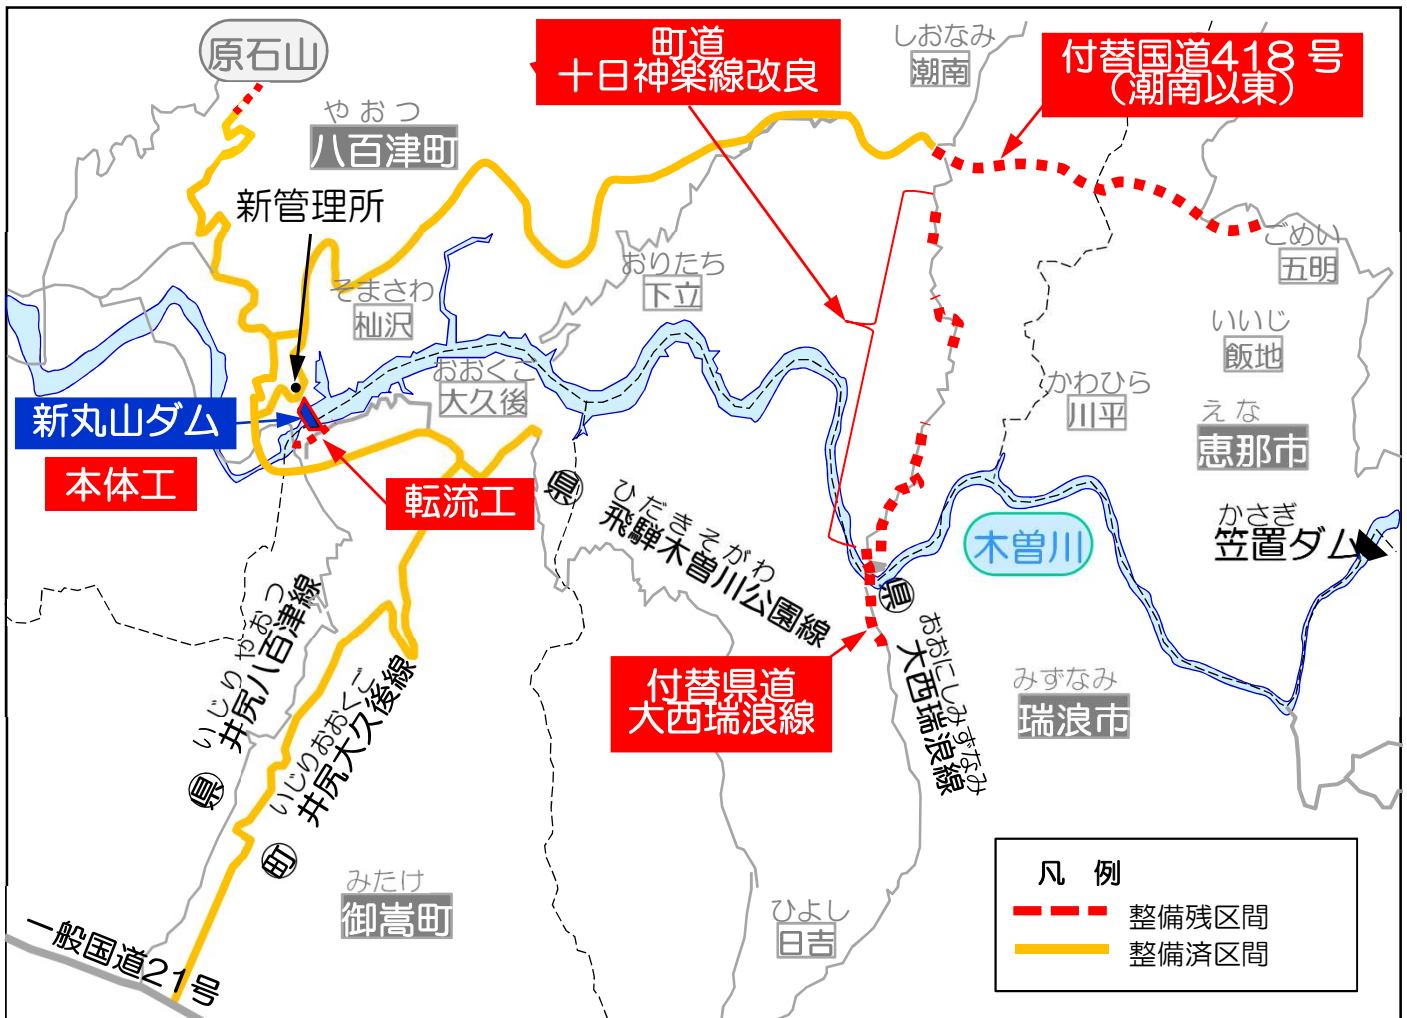 原石山
やおつ
八百津町
新管理所
町道
十日神楽線改良
しおなみ
潮南
付替国道418号
（潮南以東）
ごめい
五明
おりたち
下立
そまさわ
杣沢
おおくご
大久後
いいじ
飯地
かわひら
川平
えな
恵那市
新丸山ダム
本体工
転流工
県
ひだきそがわ
飛騨木曽川公園線
木曽川
かさぎ
笠置ダム
県
おおにしみずなみ
大西瑞浪線
付替県道
大西瑞浪線
みずなみ
瑞浪市
いじりやおつ
県 井尻八百津線
いじりおおくご
町 井尻大久後線
みたけ
御嵩町
ひよし
日吉
一般国道21号
凡 例
整備残区間
整備済区間